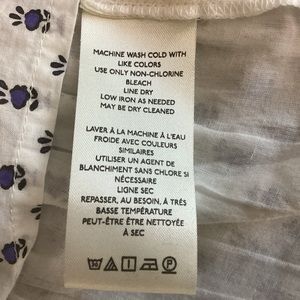 MACHINE WASH COLD WITH
LIKE COLORS
USE ONLY NON-CHLORINE
BLEACH
LINE DRY
LOW IRON AS NEEDED
MAY BE DRY CLEANED
LAVER À LA MACHINE À L'EAU
FROIDE AVEC COULEURS
SIMILAIRES
UTILISER UN AGENT DE
BLANCHIMENT SANS CHLORE SI
NÉCESSAIRE
LIGNE SEC
REPASSER, AU BESOIN, À TRÈS
BASSE TEMPÉRATURE
PEUT-ÊTRE ÊTRE NETTOYÉE
À SEC